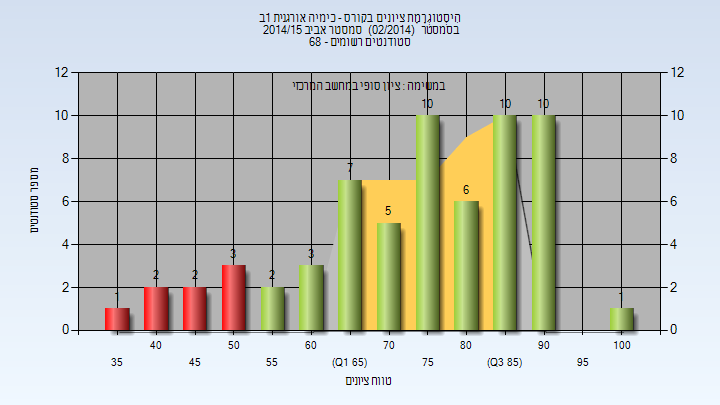 היסטוגרמת ציונים בקורס - כימיה אורגנית 1ב
בסמסטר (02/2014) סמסטר אביב 2014/15
סטודנטים רשומים - 68
במשימה : ציון סופי במחשב המרכזי
מספר סטודנטים
12 10 8 6 4 2 0
12 10 8 6 4 2 0
1 2 2 3 2 3 7 5 10 6 10 10 1
40 50 60 70 80 90 100
35 45 55 (Q1 65) 75 (Q3 85) 95
טווח ציונים